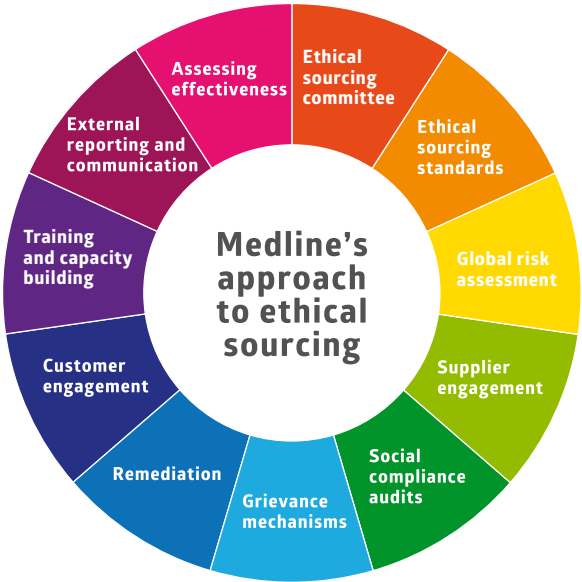 Medline's
approach
to ethical
sourcing
Ethical
sourcing
committee
Ethical
sourcing
standards
Global risk
assessment
Supplier
engagement
Social
compliance
audits
Grievance
mechanisms
Remediation
Customer
engagement
Training
and capacity
building
External
reporting and
communication
Assessing
effectiveness